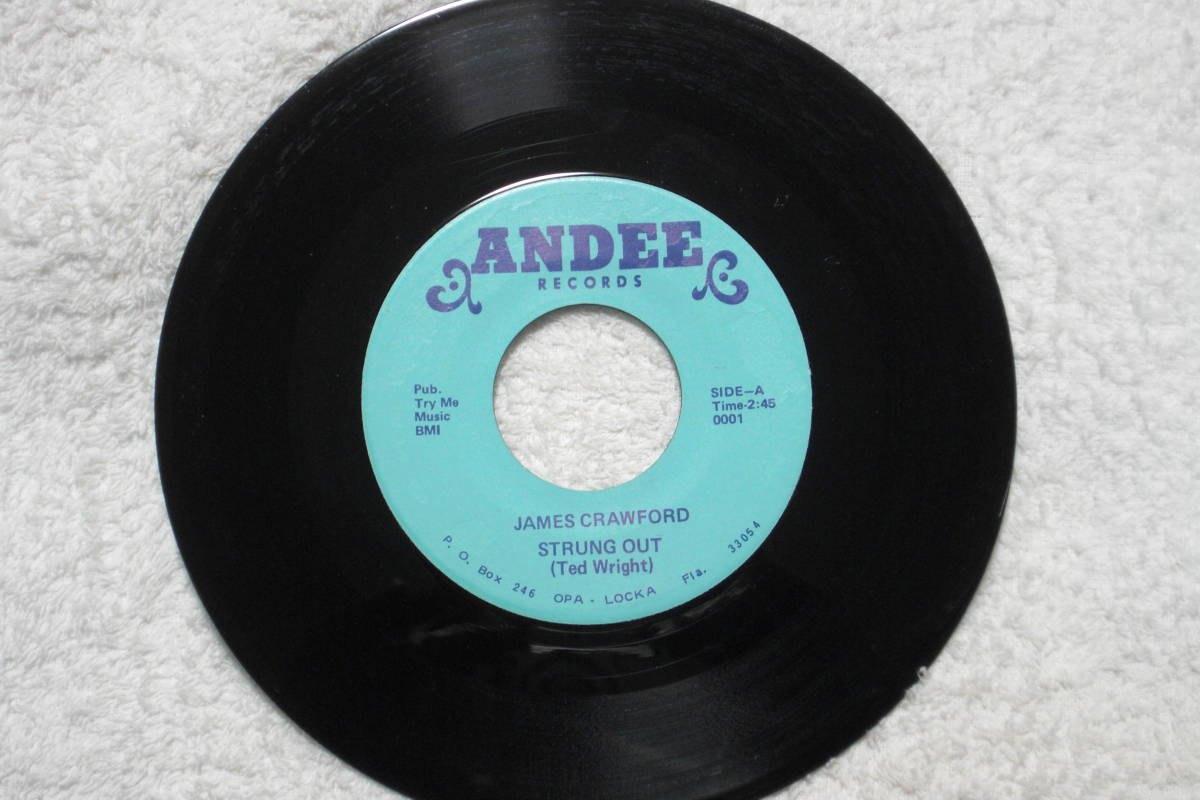 ANDEE
RECORDS
Pub.
Try Me
Music
BMI
SIDE-A
Time-2:45
0001
JAMES CRAWFORD
STRUNG OUT
(Ted Wright)
P. O. Box 246 OPA - LOCKA Fla. 33054